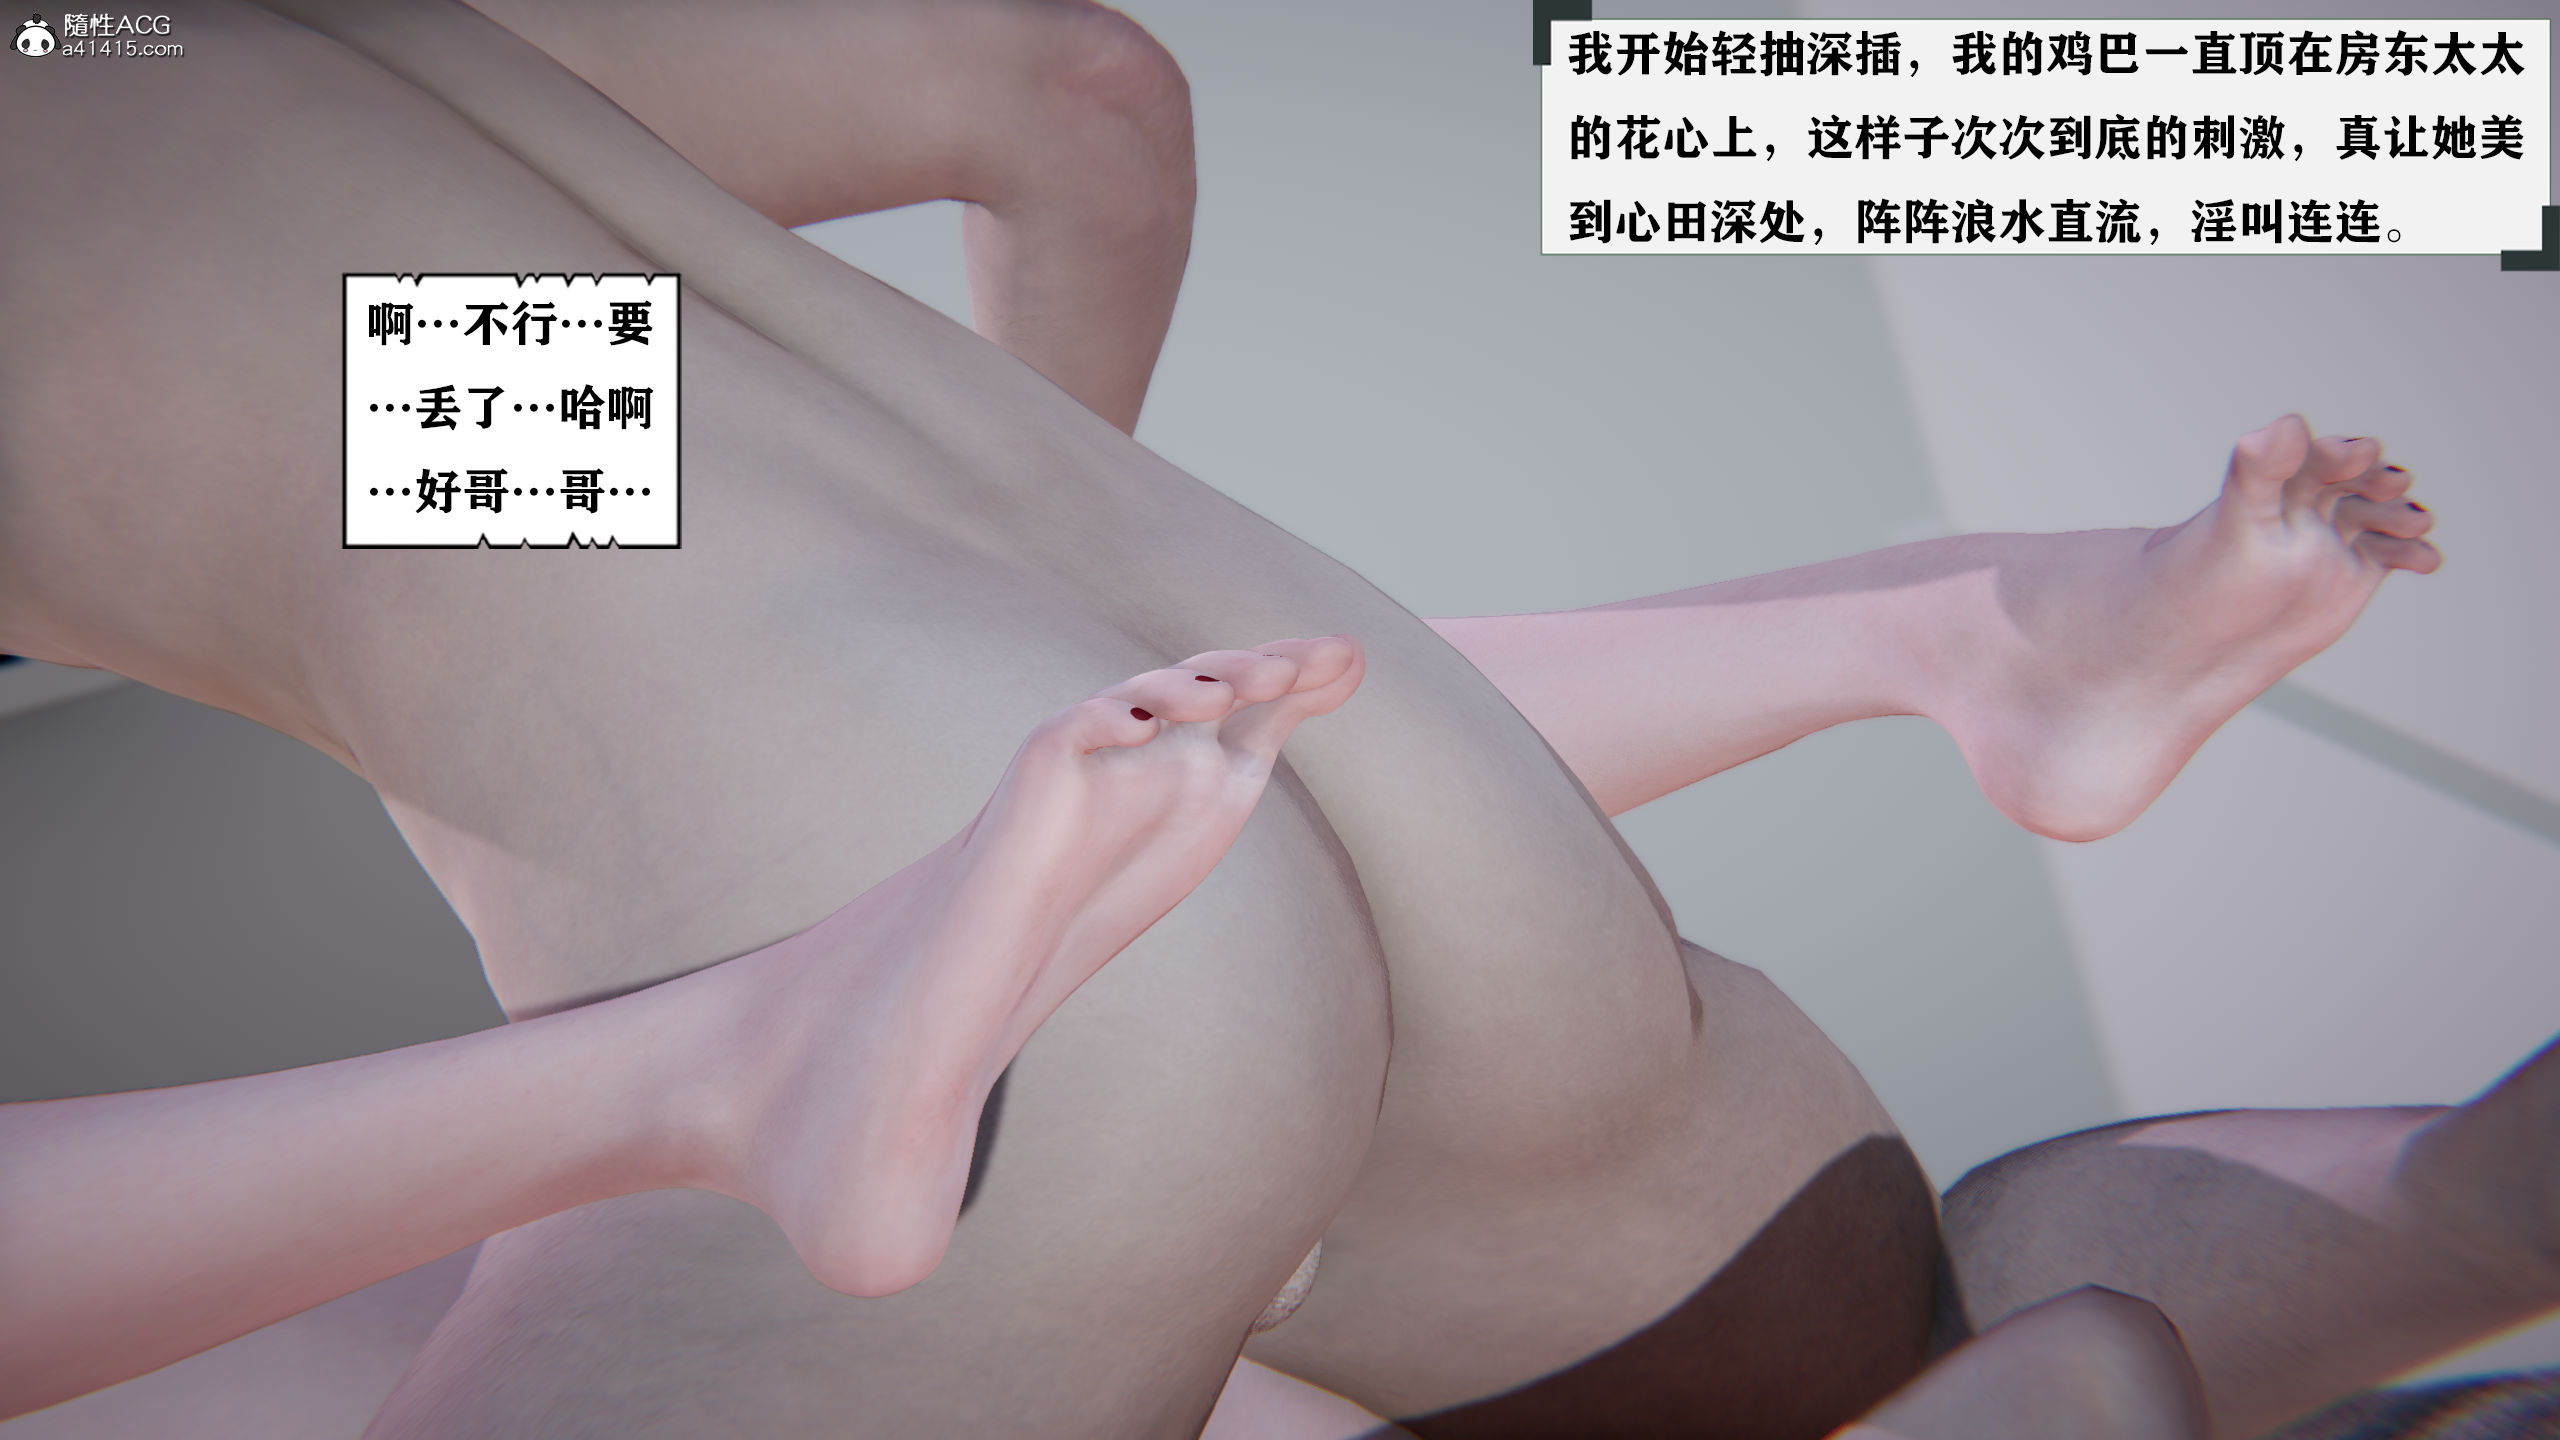 隨性ACG
a41415.com
我开始轻抽深插，我的鸡巴一直顶在房东太太
的花心上，这样子次次到底的刺激，真让她美
到心田深处，阵阵浪水直流，淫叫连连。
啊…不行…要
…丢了…哈啊
…好哥…哥…